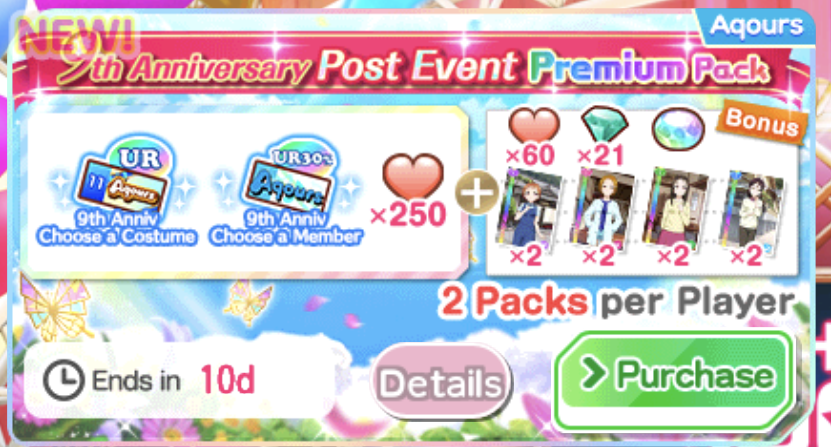 NEW!
Aqours
9th Anniversary Post Event Premium Pack
UR
11 Aqours
9th Anniv
Choose a Costume
UR30%
Aqours
9th Anniv
Choose a Member
×250
+
Bonus
×60
×21
×2
×2
×2
×2
2 Packs per Player
Ends in 10d
Details
Purchase